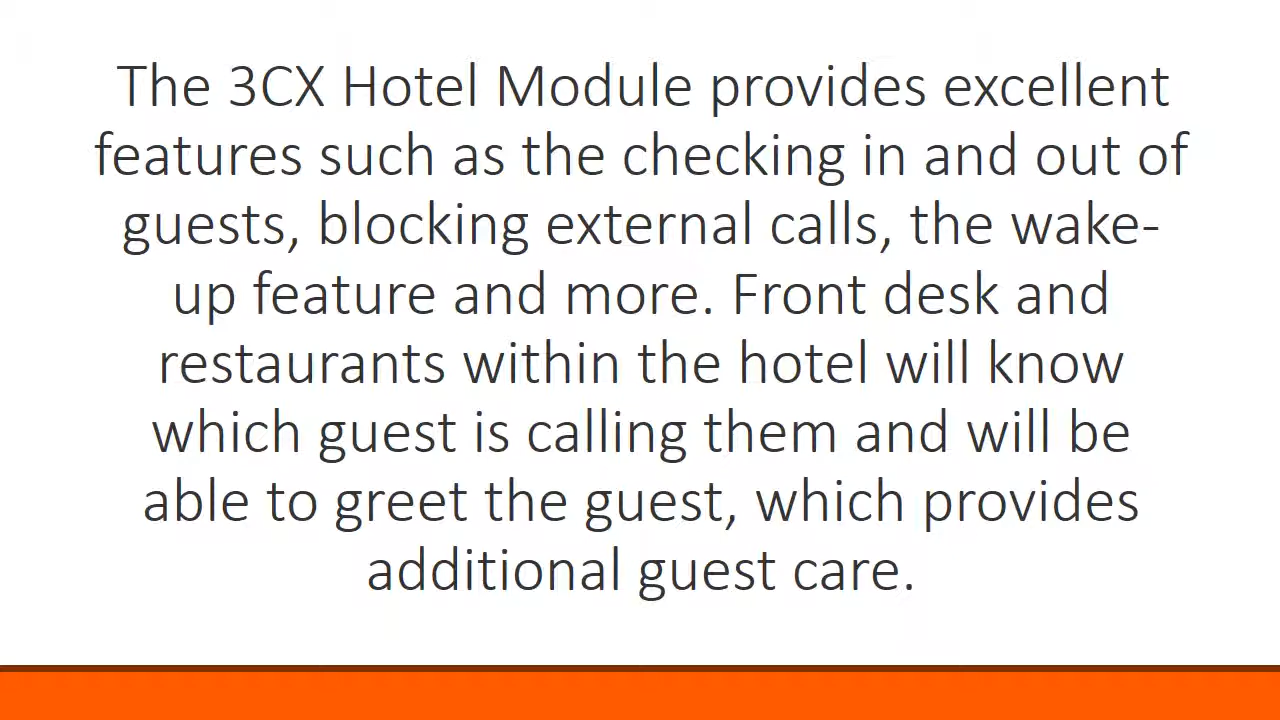 The 3CX Hotel Module provides excellent
features such as the checking in and out of
guests, blocking external calls, the wake-
up feature and more. Front desk and
restaurants within the hotel will know
which guest is calling them and will be
able to greet the guest, which provides
additional guest care.